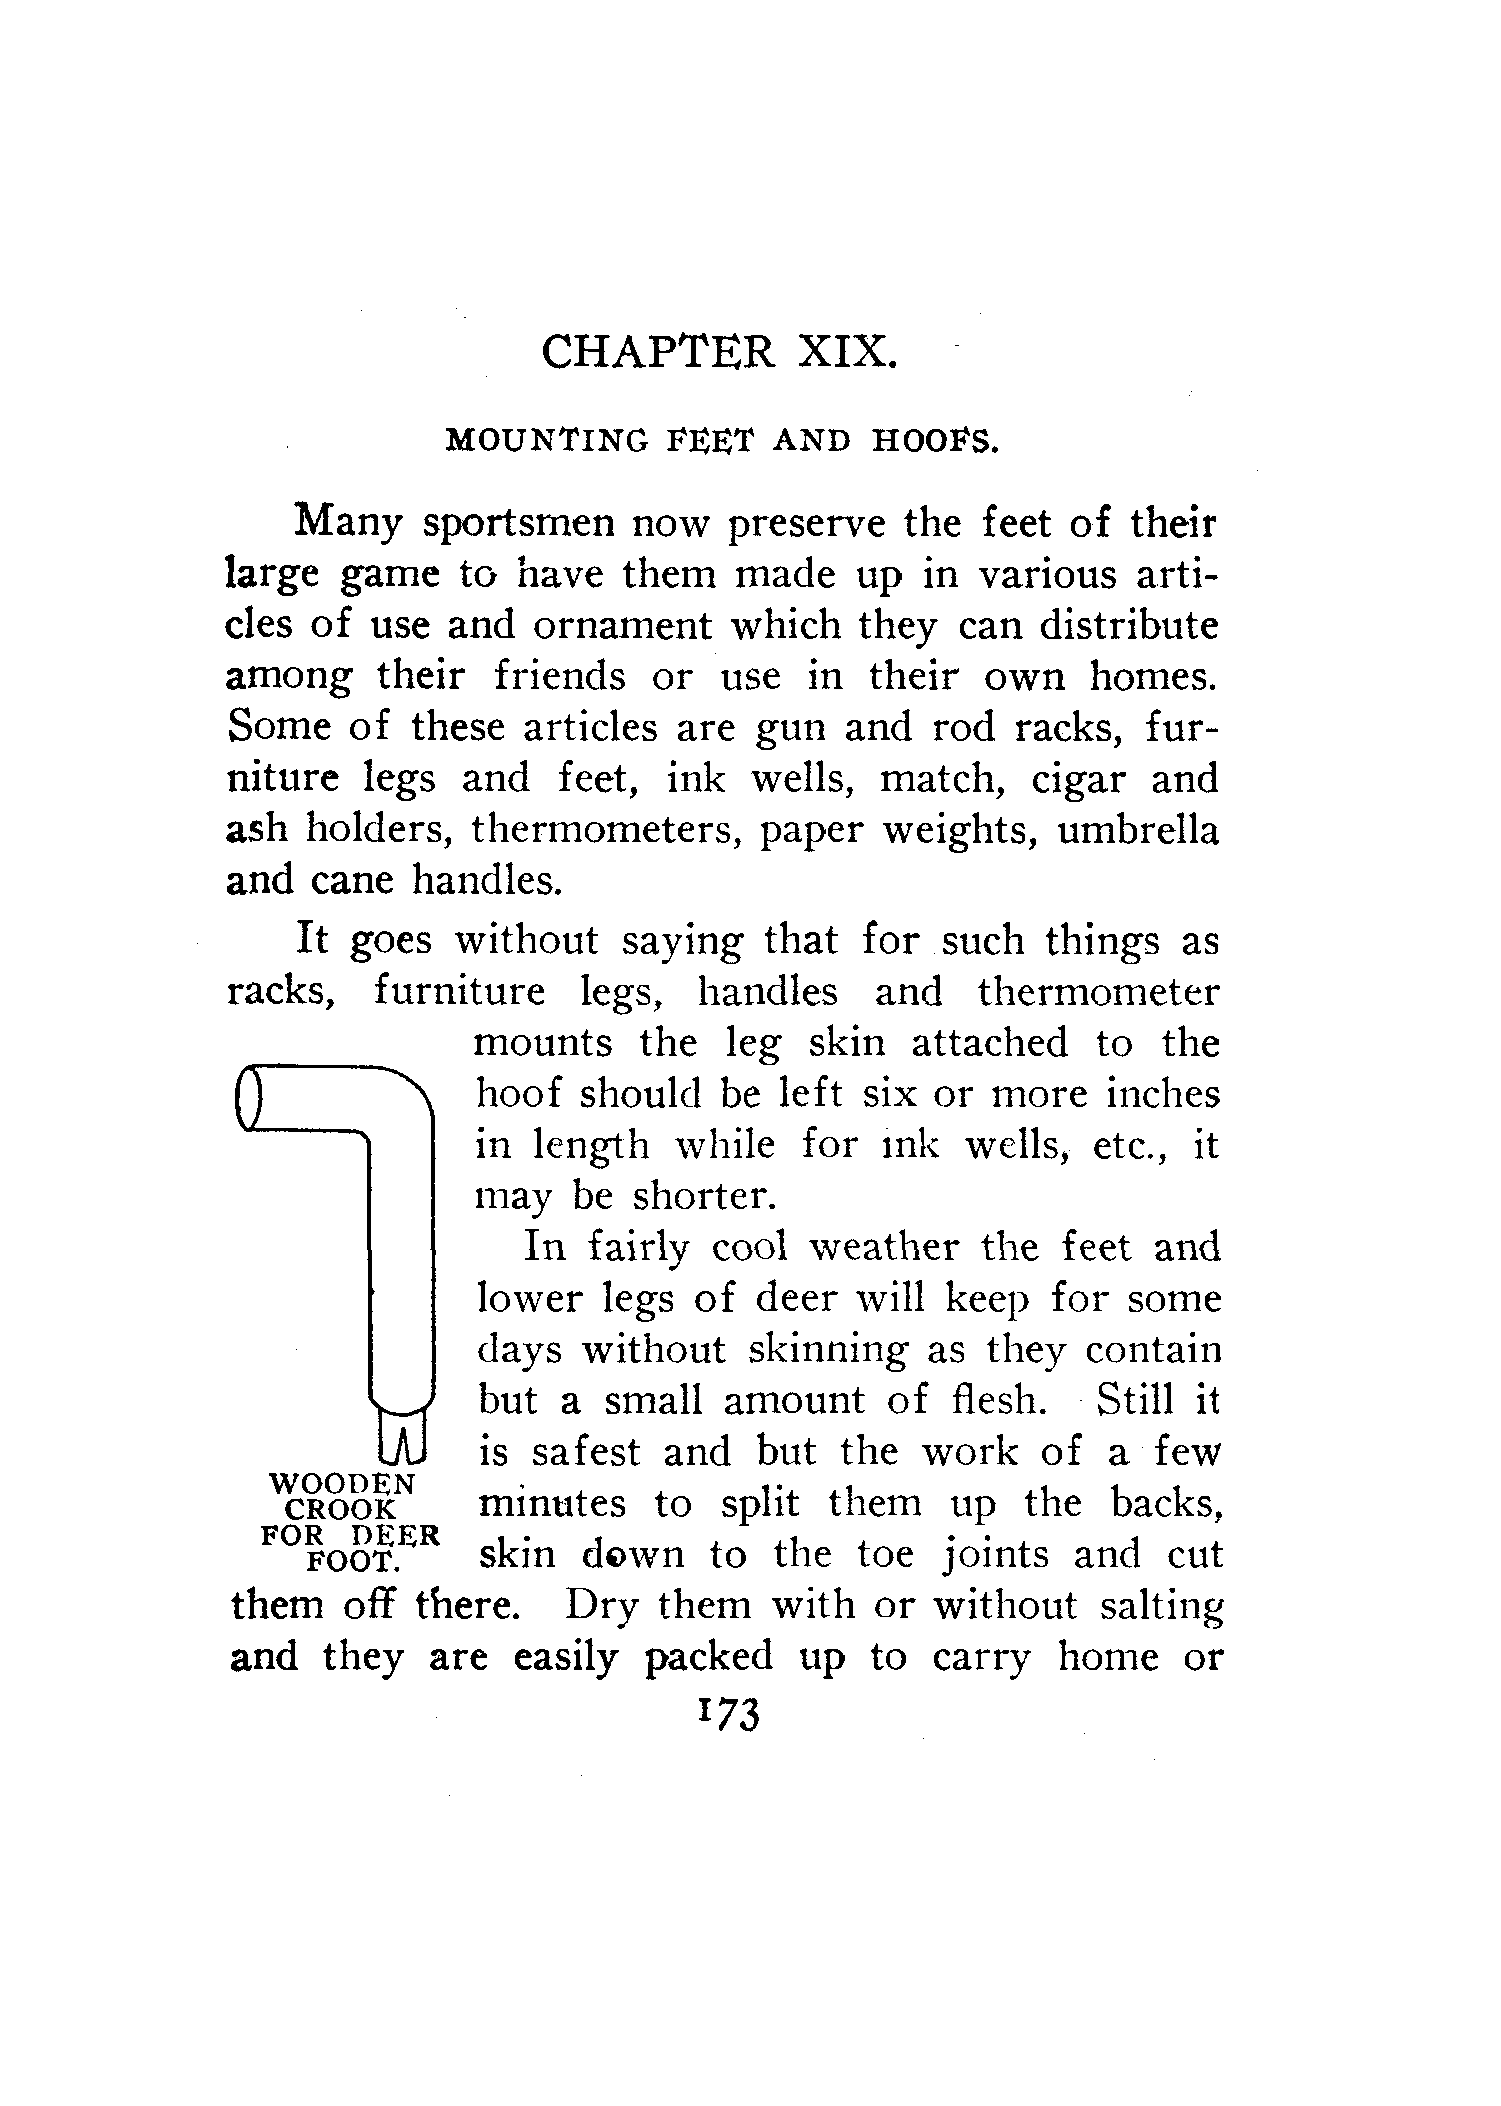 CHAPTER XIX.
MOUNTING FEET AND HOOFS.
Many sportsmen now preserve the feet of their
large game to have them made up in various arti-
cles of use and ornament which they can distribute
among their friends or use in their own homes.
Some of these articles are gun and rod racks, fur-
niture legs and feet, ink wells, match, cigar and
ash holders, thermometers, paper weights, umbrella
and cane handles.
It goes without saying that for such things as
racks, furniture legs, handles and thermometer
mounts the leg skin attached to the
hoof should be left six or more inches
in length while for ink wells, etc., it
may be shorter.
In fairly cool weather the feet and
lower legs of deer will keep for some
days without skinning as they contain
but a small amount of flesh. Still it
is safest and but the work of a few
minutes to split them up the backs,
skin down to the toe joints and cut
WOODEN
CROOK
FOR DEER
FOOT.
them off there. Dry them with or without salting
and they are easily packed up to carry home or
173